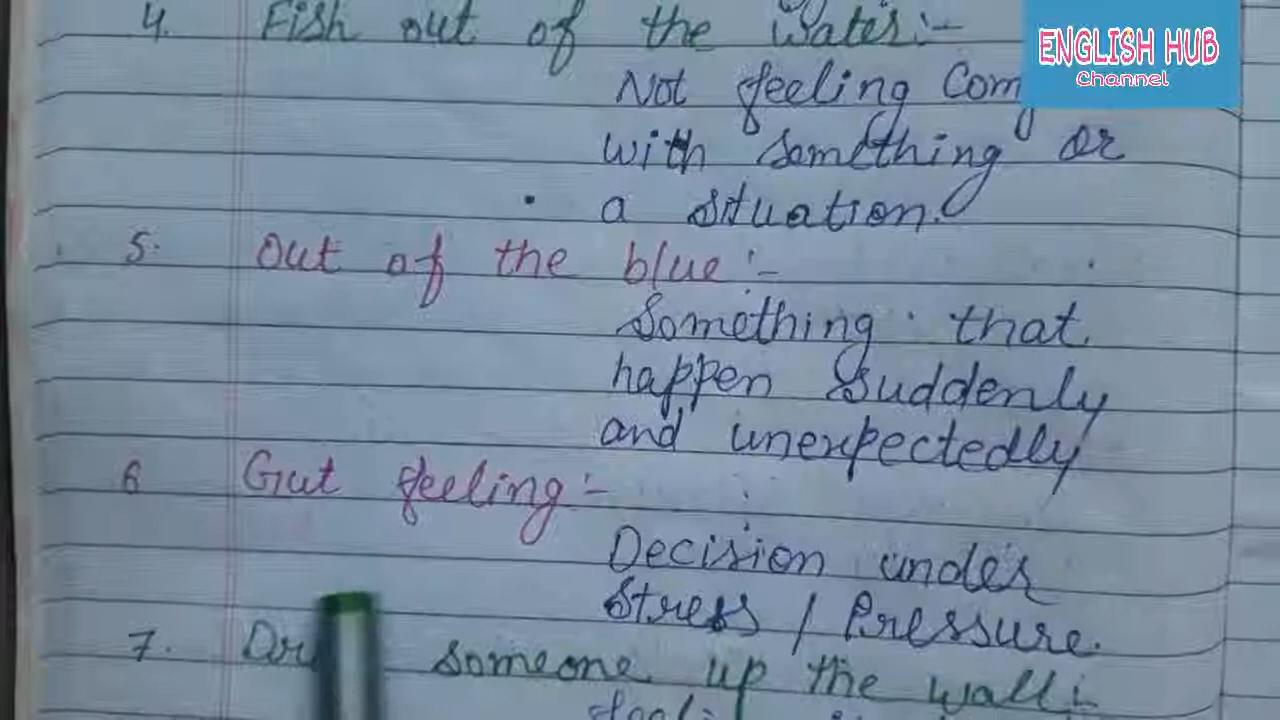 4. Fish out of the Water:-
ENGLISH HUB
Channel
Not feeling
with something or
a situation.
5. Out of the blue:-
Something that
happen Suddenly
and unexpectedly
6 Gut feeling:-
Decision under
Stress / Pressure.
7. someone up the wall:-